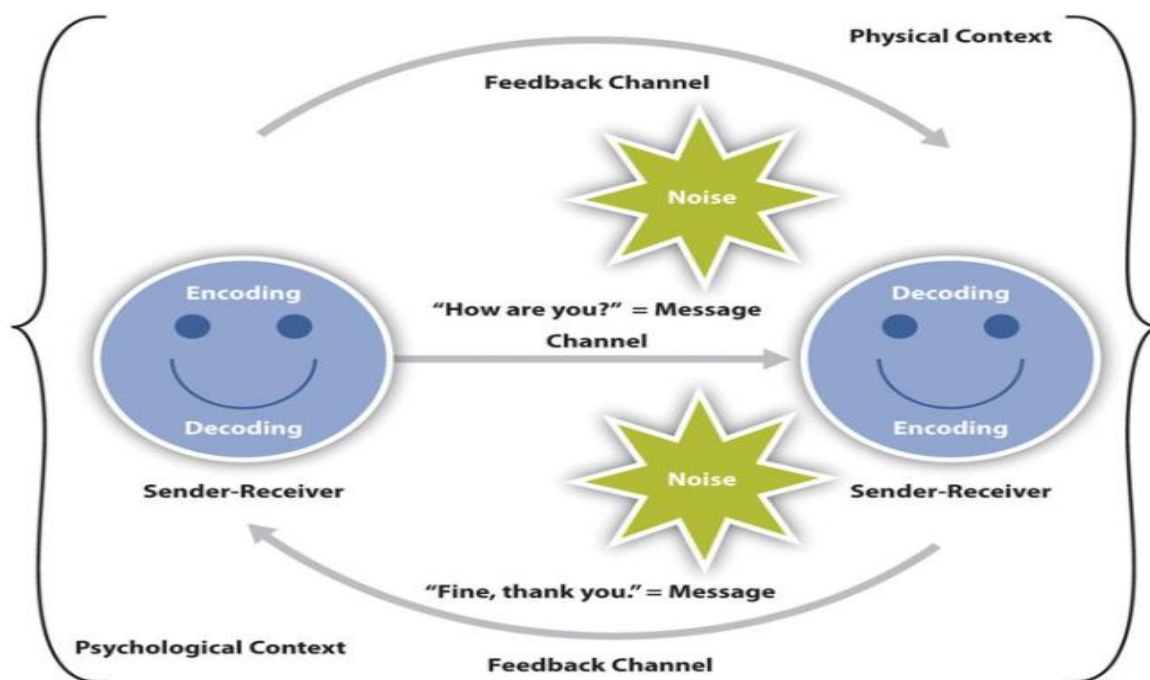 Physical Context
Feedback Channel
Noise
Encoding
Decoding
“How are you?” = Message
Channel
Decoding
Encoding
Noise
Sender-Receiver
Sender-Receiver
“Fine, thank you.” = Message
Psychological Context
Feedback Channel